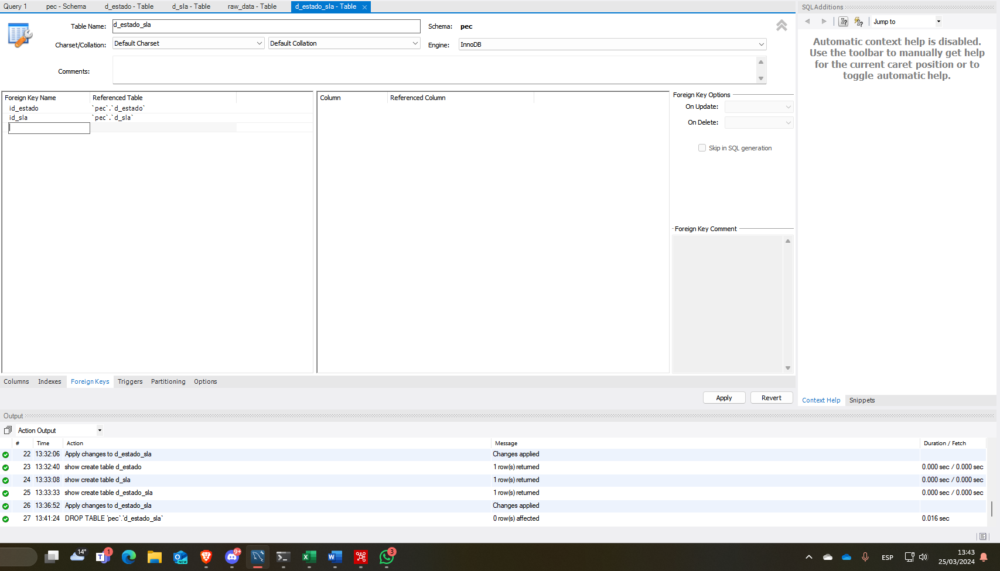 Query 1 pec - Schema d_estado - Table d_sla - Table raw_data - Table d_estado_sla - Table
SQLAdditions
Table Name: d_estado_sla Schema: pec
Jump to
Charset/Collation: Default Charset Default Collation Engine: InnoDB
Comments:
Automatic context help is disabled.
Use the toolbar to manually get help
for the current caret position or to
toggle automatic help.
Foreign Key Name Referenced Table
id_estado `pec`.`d_estado`
id_sla `pec`.`d_sla`
Column Referenced Column
Foreign Key Options
On Update:
On Delete:
Skip in SQL generation
Foreign Key Comment
Columns Indexes Foreign Keys Triggers Partitioning Options
Apply Revert
Context Help Snippets
Output
Action Output
# Time Action Message Duration / Fetch
22 13:32:06 Apply changes to d_estado_sla Changes applied
23 13:32:40 show create table d_estado 1 row(s) returned 0.000 sec / 0.000 sec
24 13:33:08 show create table d_sla 1 row(s) returned 0.000 sec / 0.000 sec
25 13:33:33 show create table d_estado_sla 1 row(s) returned 0.000 sec / 0.000 sec
26 13:36:52 Apply changes to d_estado_sla Changes applied
27 13:41:24 DROP TABLE `pec`.`d_estado_sla` 0 row(s) affected 0.016 sec
14° 1 NEW 9+ 3
ESP
13:43
25/03/2024